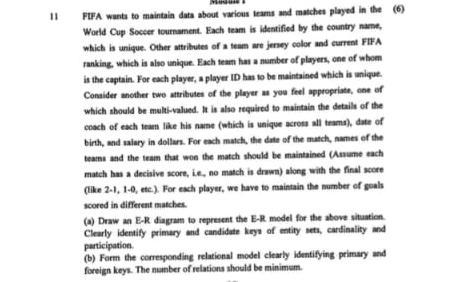 Module I
11 FIFA wants to maintain data about various teams and matches played in the (6)
World Cup Soccer tournament. Each team is identified by the country name,
which is unique. Other attributes of a team are jersey color and current FIFA
ranking, which is also unique. Each team has a number of players, one of whom
is the captain. For each player, a player ID has to be maintained which is unique.
Consider another two attributes of the player as you feel appropriate, one of
which should be multi-valued. It is also required to maintain the details of the
coach of each team like his name (which is unique across all teams), date of
birth, and salary in dollars. For each match, the date of the match, names of the
teams and the team that won the match should be maintained (Assume each
match has a decisive score, i.e., no match is drawn) along with the final score
(like 2-1, 1-0, etc.). For each player, we have to maintain the number of goals
scored in different matches.
(a) Draw an E-R diagram to represent the E-R model for the above situation.
Clearly identify primary and candidate keys of entity sets, cardinality and
participation.
(b) Form the corresponding relational model clearly identifying primary and
foreign keys. The number of relations should be minimum.